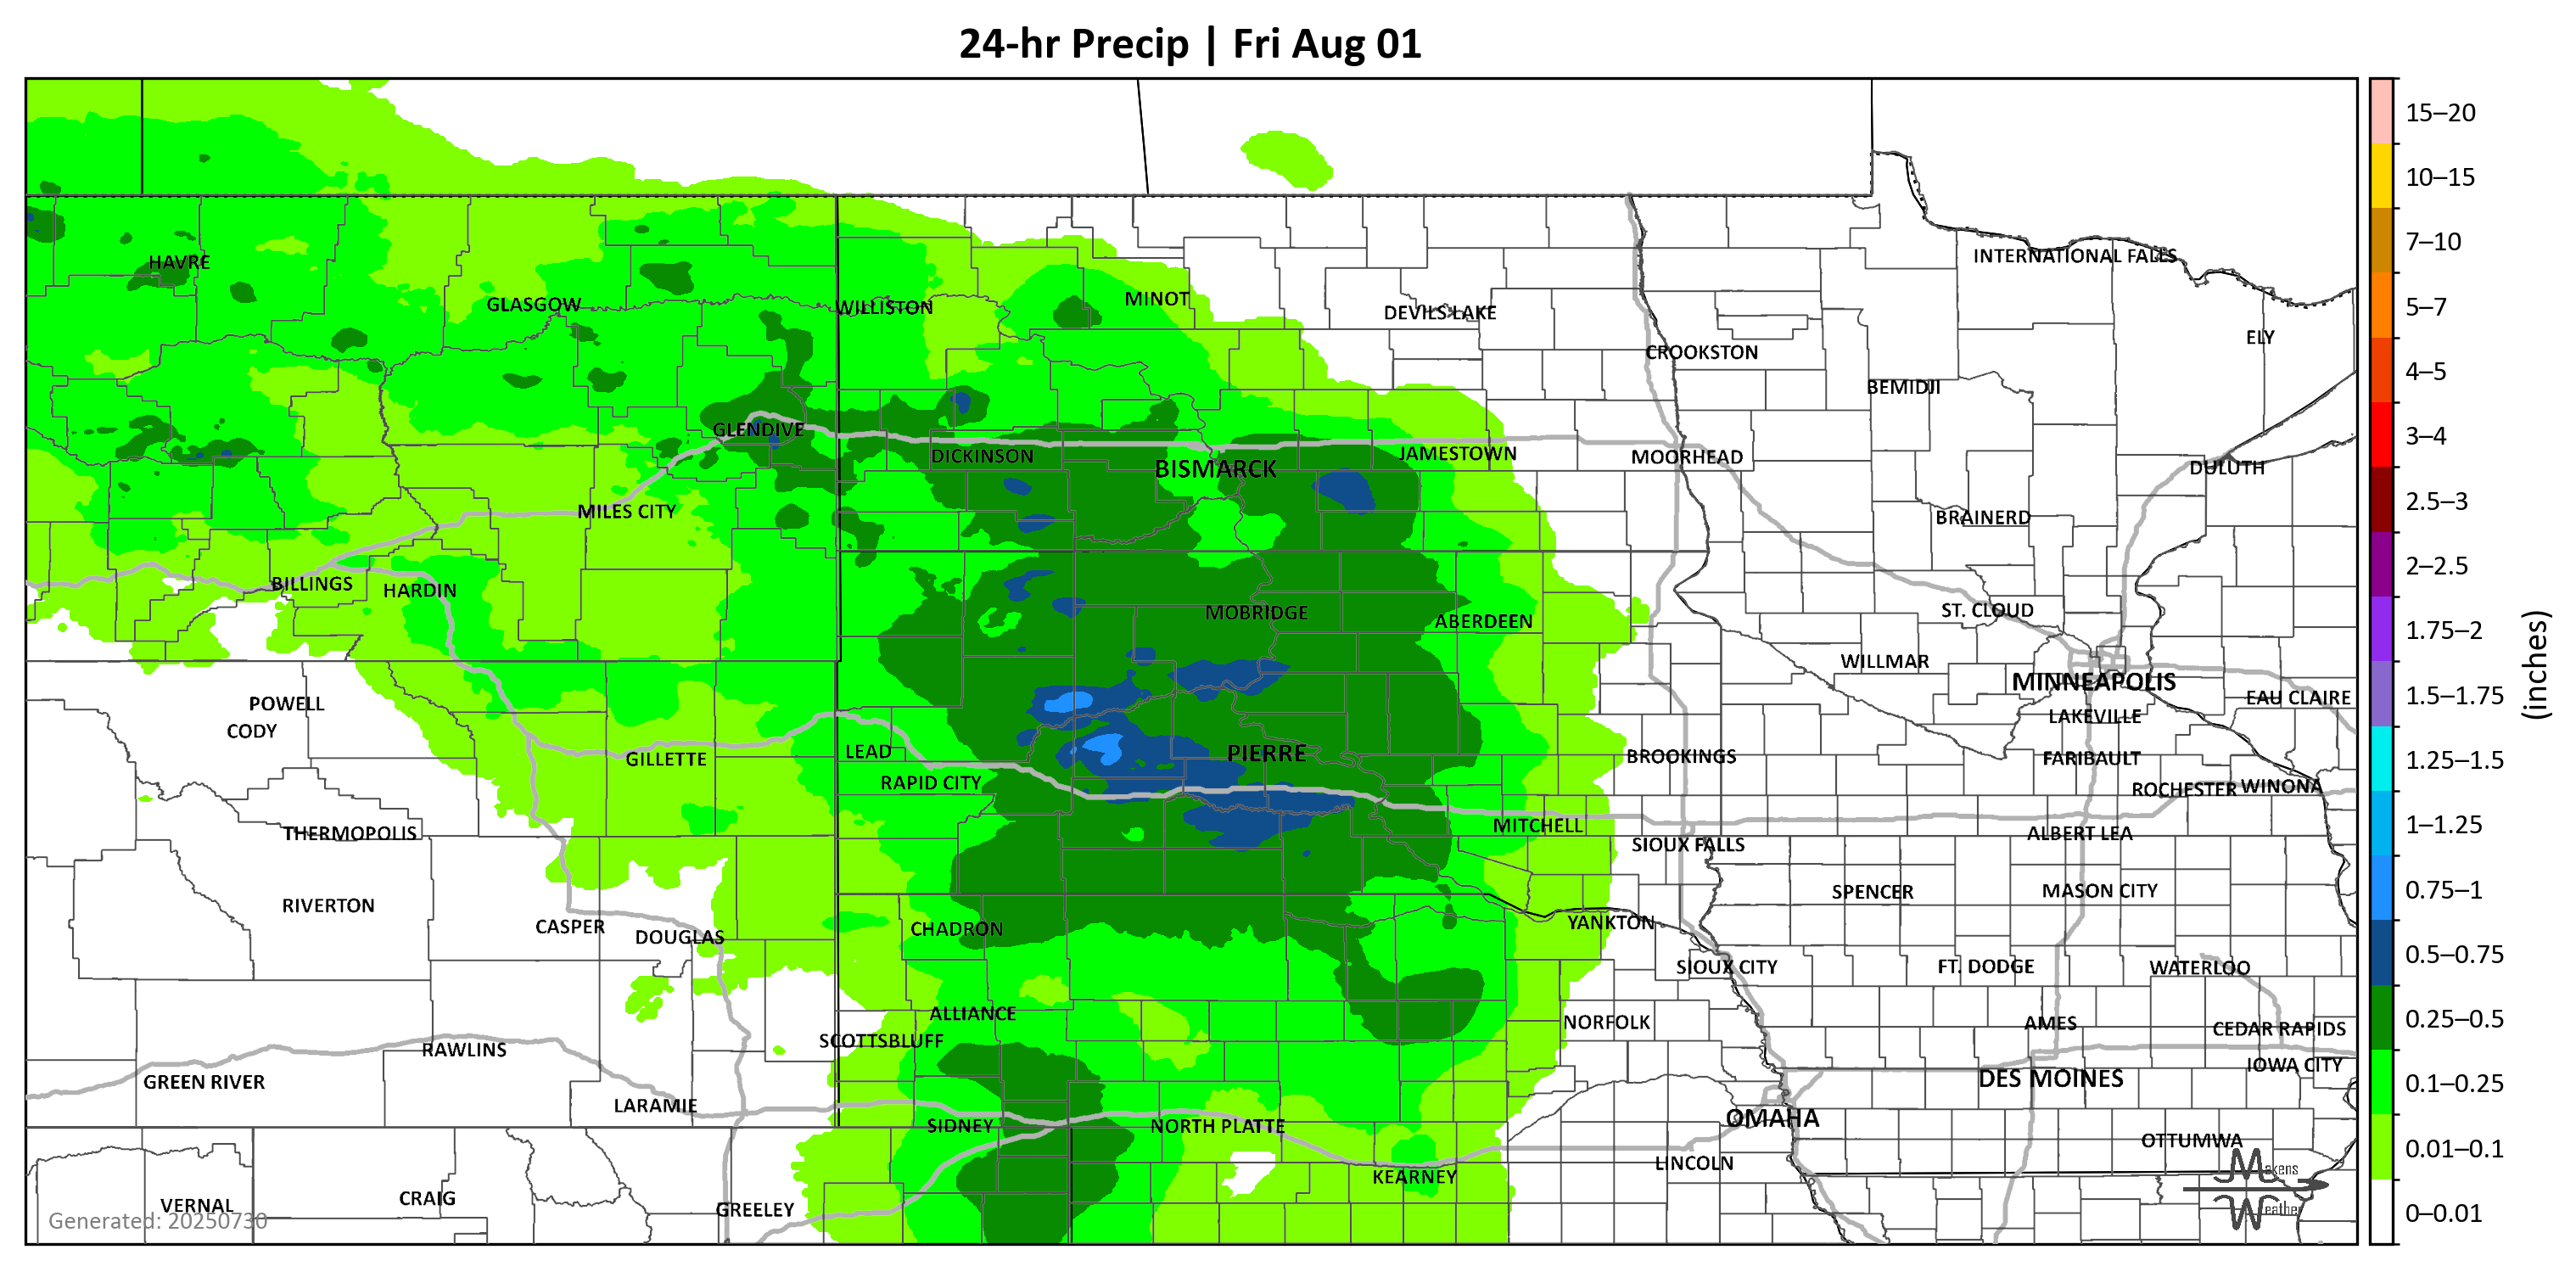 24-hr Precip | Fri Aug 01
INTERNATIONAL FALLS
HAVRE
GLASGOW
WILLISTON
MINOT
DEVILS LAKE
ELY
CROOKSTON
BEMIDJI
GLENDIVE
DICKINSON
BISMARCK
JAMESTOWN
MOORHEAD
DULUTH
MILES CITY
BRAINERD
BILLINGS
HARDIN
MOBRIDGE
ABERDEEN
ST. CLOUD
WILLMAR
MINNEAPOLIS
EAU CLAIRE
POWELL
CODY
LAKEVILLE
LEAD
GILLETTE
PIERRE
BROOKINGS
FARIBAULT
RAPID CITY
ROCHESTER
WINONA
THERMOPOLIS
MITCHELL
SIOUX FALLS
ALBERT LEA
RIVERTON
SPENCER
MASON CITY
CASPER
DOUGLAS
CHADRON
YANKTON
SIOUX CITY
FT. DODGE
WATERLOO
ALLIANCE
SCOTTSBLUFF
NORFOLK
AMES
CEDAR RAPIDS
RAWLINS
IOWA CITY
GREEN RIVER
DES MOINES
LARAMIE
SIDNEY
NORTH PLATTE
OMAHA
OTTUMWA
LINCOLN
KEARNEY
VERNAL
CRAIG
GREELEY
Generated: 20250730
Makens
Weather
15–20
10–15
7–10
5–7
4–5
3–4
2.5–3
2–2.5
1.75–2
1.5–1.75
1.25–1.5
1–1.25
0.75–1
0.5–0.75
0.25–0.5
0.1–0.25
0.01–0.1
0–0.01
(inches)